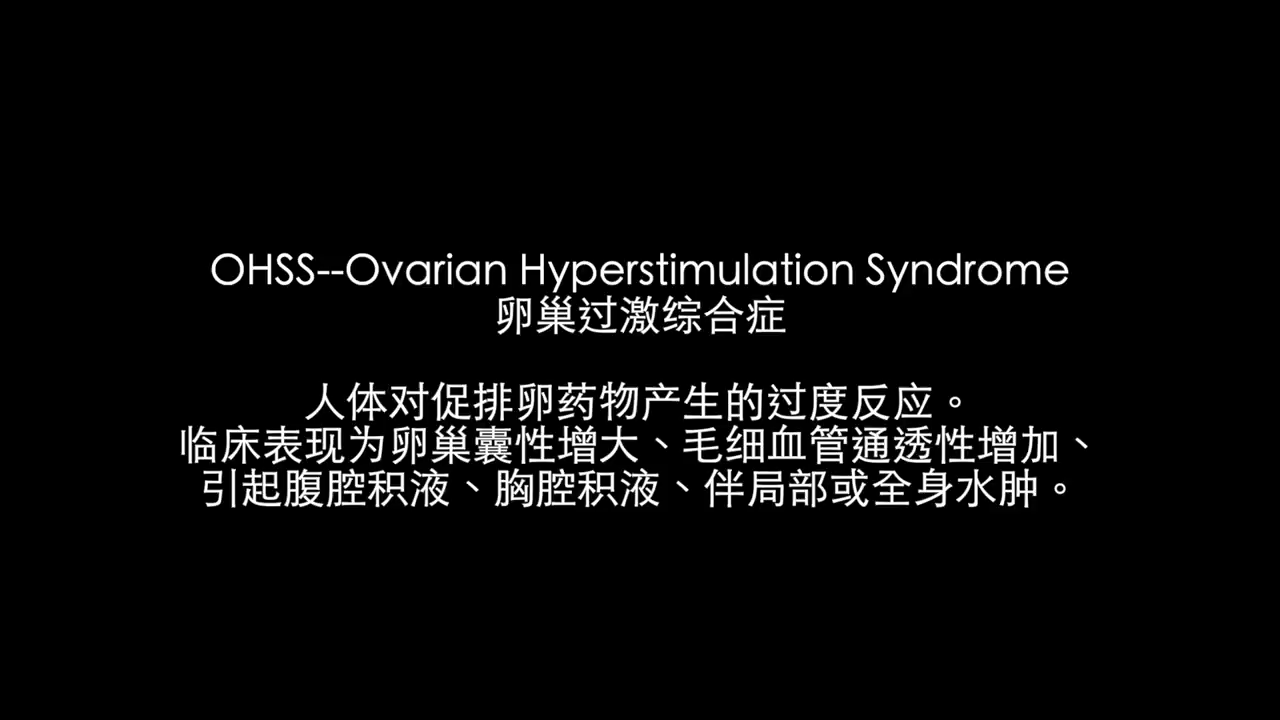 OHSS--Ovarian Hyperstimulation Syndrome
卵巢过激综合症
人体对促排卵药物产生的过度反应。
临床表现为卵巢囊性增大、毛细血管通透性增加、
引起腹腔积液、胸腔积液、伴局部或全身水肿。